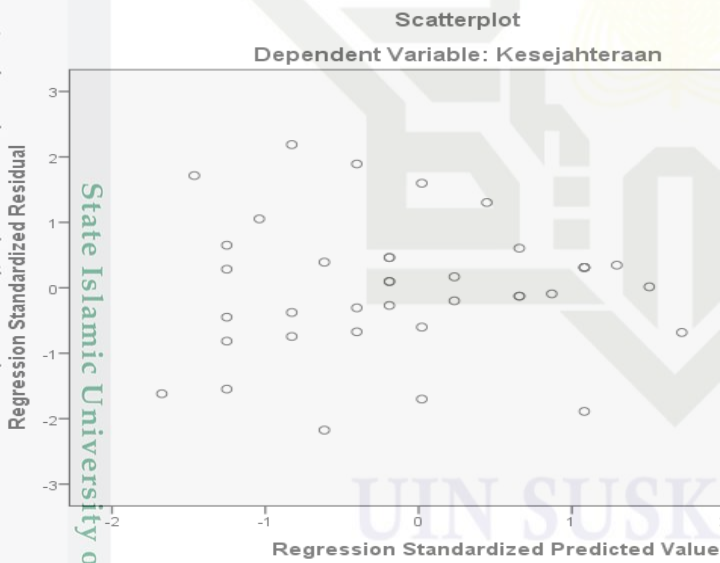 Scatterplot
Dependent Variable: Kesejahteraan
Regression Standardized Residual
3
2
1
0
-1
-2
-3
-2
-1
0
1
Regression Standardized Predicted Value
State Islamic University o
UIN SUSK